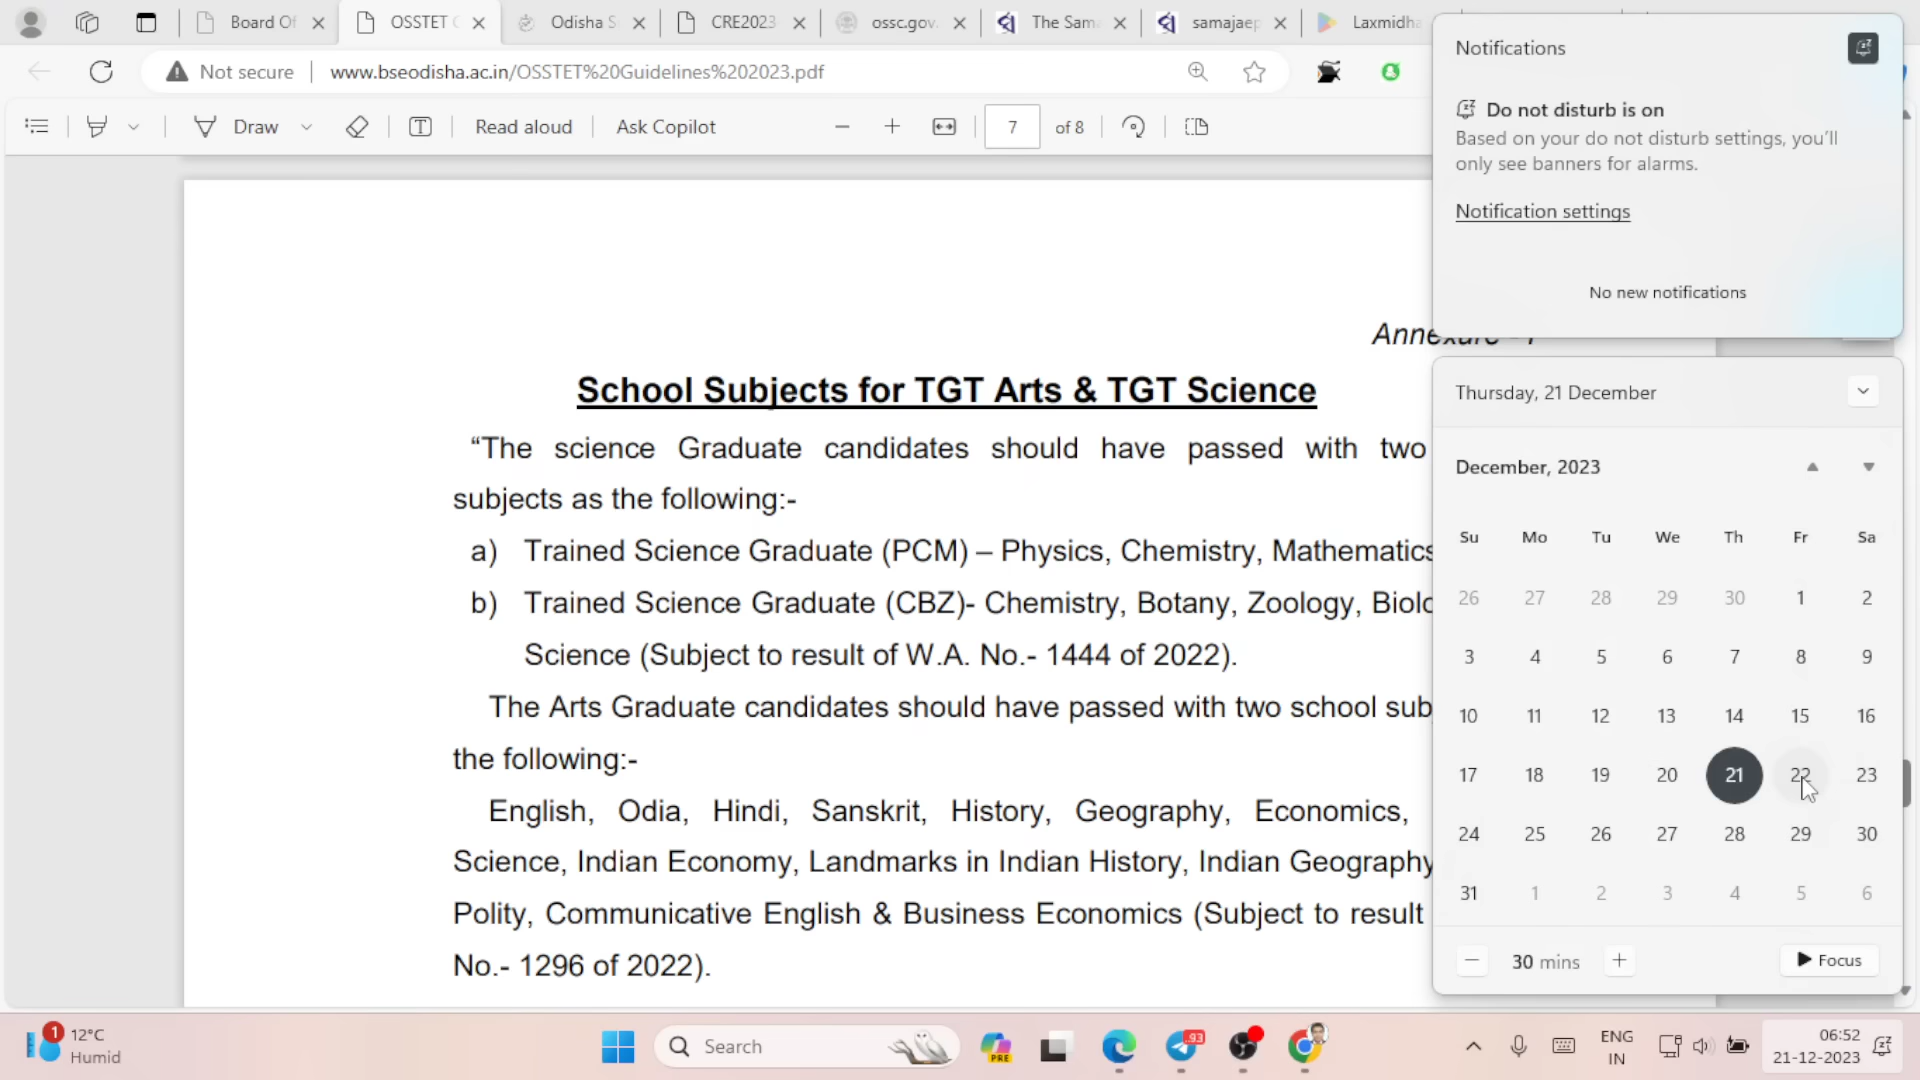 Board Of
OSSTET
Odisha S
CRE2023
ossc.gov.
The Sam
samajaep
Laxmidha
Not secure
www.bseodisha.ac.in/OSSTET%20Guidelines%202023.pdf
Draw
Read aloud
Ask Copilot
7
of 8
School Subjects for TGT Arts & TGT Science
“The science Graduate candidates should have passed with two
subjects as the following:-
a) Trained Science Graduate (PCM) – Physics, Chemistry, Mathematics
b) Trained Science Graduate (CBZ)- Chemistry, Botany, Zoology, Biolo
Science (Subject to result of W.A. No.- 1444 of 2022).
The Arts Graduate candidates should have passed with two school sub
the following:-
English, Odia, Hindi, Sanskrit, History, Geography, Economics,
Science, Indian Economy, Landmarks in Indian History, Indian Geography
Polity, Communicative English & Business Economics (Subject to result
No.- 1296 of 2022).
Notifications
Do not disturb is on
Based on your do not disturb settings, you’ll
only see banners for alarms.
Notification settings
No new notifications
Thursday, 21 December
December, 2023
Su Mo Tu We Th Fr Sa
26 27 28 29 30 1 2
3 4 5 6 7 8 9
10 11 12 13 14 15 16
17 18 19 20 21 22 23
24 25 26 27 28 29 30
31 1 2 3 4 5 6
30 mins
Focus
1
12°C
Humid
Search
PRE
93
ENG
IN
06:52
21-12-2023